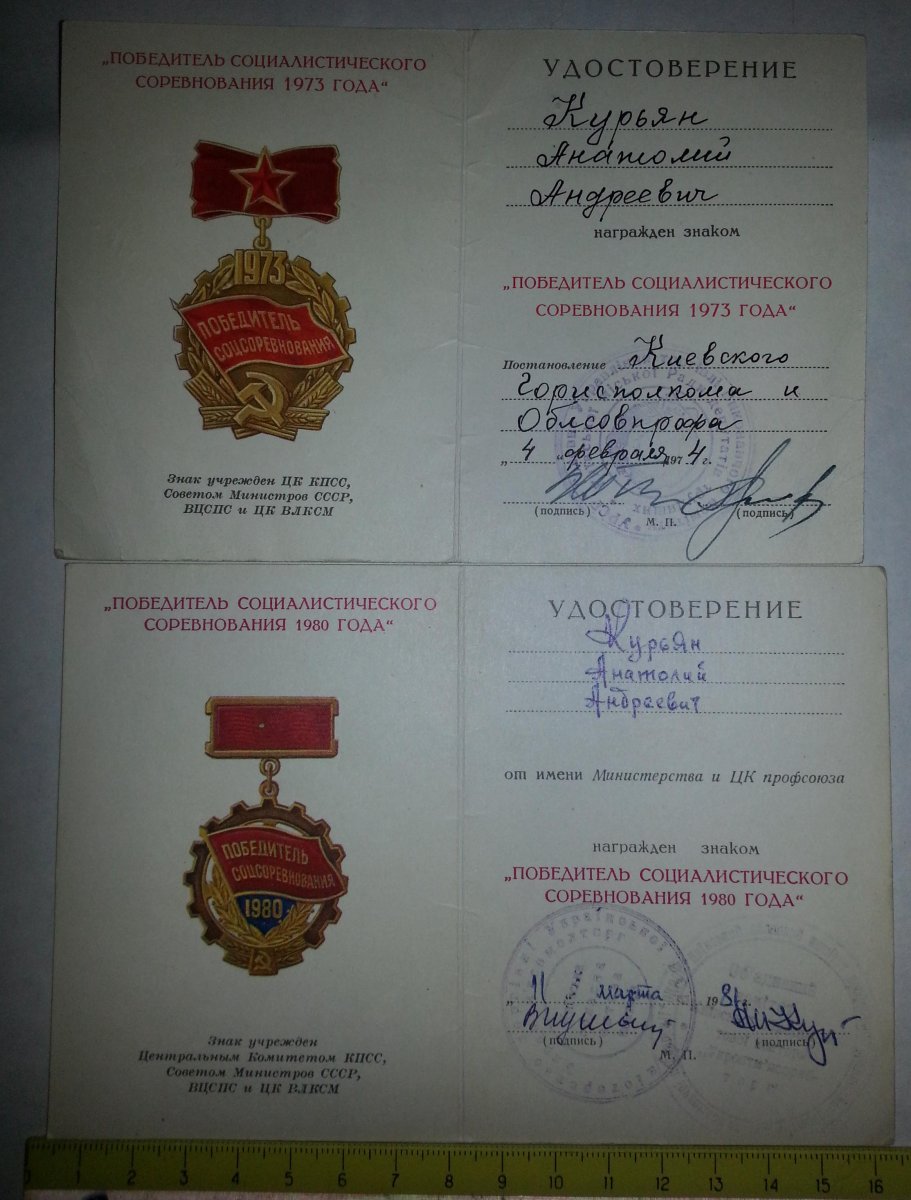 „ПОБЕДИТЕЛЬ СОЦИАЛИСТИЧЕСКОГО
СОРЕВНОВАНИЯ 1973 ГОДА“
1973
ПОБЕДИТЕЛЬ
СОЦСОРЕВНОВАНИЯ
Знак учрежден ЦК КПСС,
Советом Министров СССР,
ВЦСПС и ЦК ВЛКСМ
УДОСТОВЕРЕНИЕ
Курьян
Анатолий
Андреевич
награжден знаком
„ПОБЕДИТЕЛЬ СОЦИАЛИСТИЧЕСКОГО
СОРЕВНОВАНИЯ 1973 ГОДА“
Постановление Киевского
Горисполкома и
Облсовпрофа
„ 4 “ февраля 1974 г.
(подпись) (подпись)
М. П.
„ПОБЕДИТЕЛЬ СОЦИАЛИСТИЧЕСКОГО
СОРЕВНОВАНИЯ 1980 ГОДА“
ПОБЕДИТЕЛЬ
СОЦСОРЕВНОВАНИЯ
1980
Знак учрежден
Центральным Комитетом КПСС,
Советом Министров СССР,
ВЦСПС и ЦК ВЛКСМ
УДОСТОВЕРЕНИЕ
Курьян
Анатолий
Андреевич
от имени Министерства и ЦК профсоюза
награждён знаком
„ПОБЕДИТЕЛЬ СОЦИАЛИСТИЧЕСКОГО
СОРЕВНОВАНИЯ 1980 ГОДА“
„ 11 “ марта 1981 г.
(подпись) (подпись)
М. П.
0 1 2 3 4 5 6 7 8 9 10 11 12 13 14 15 16